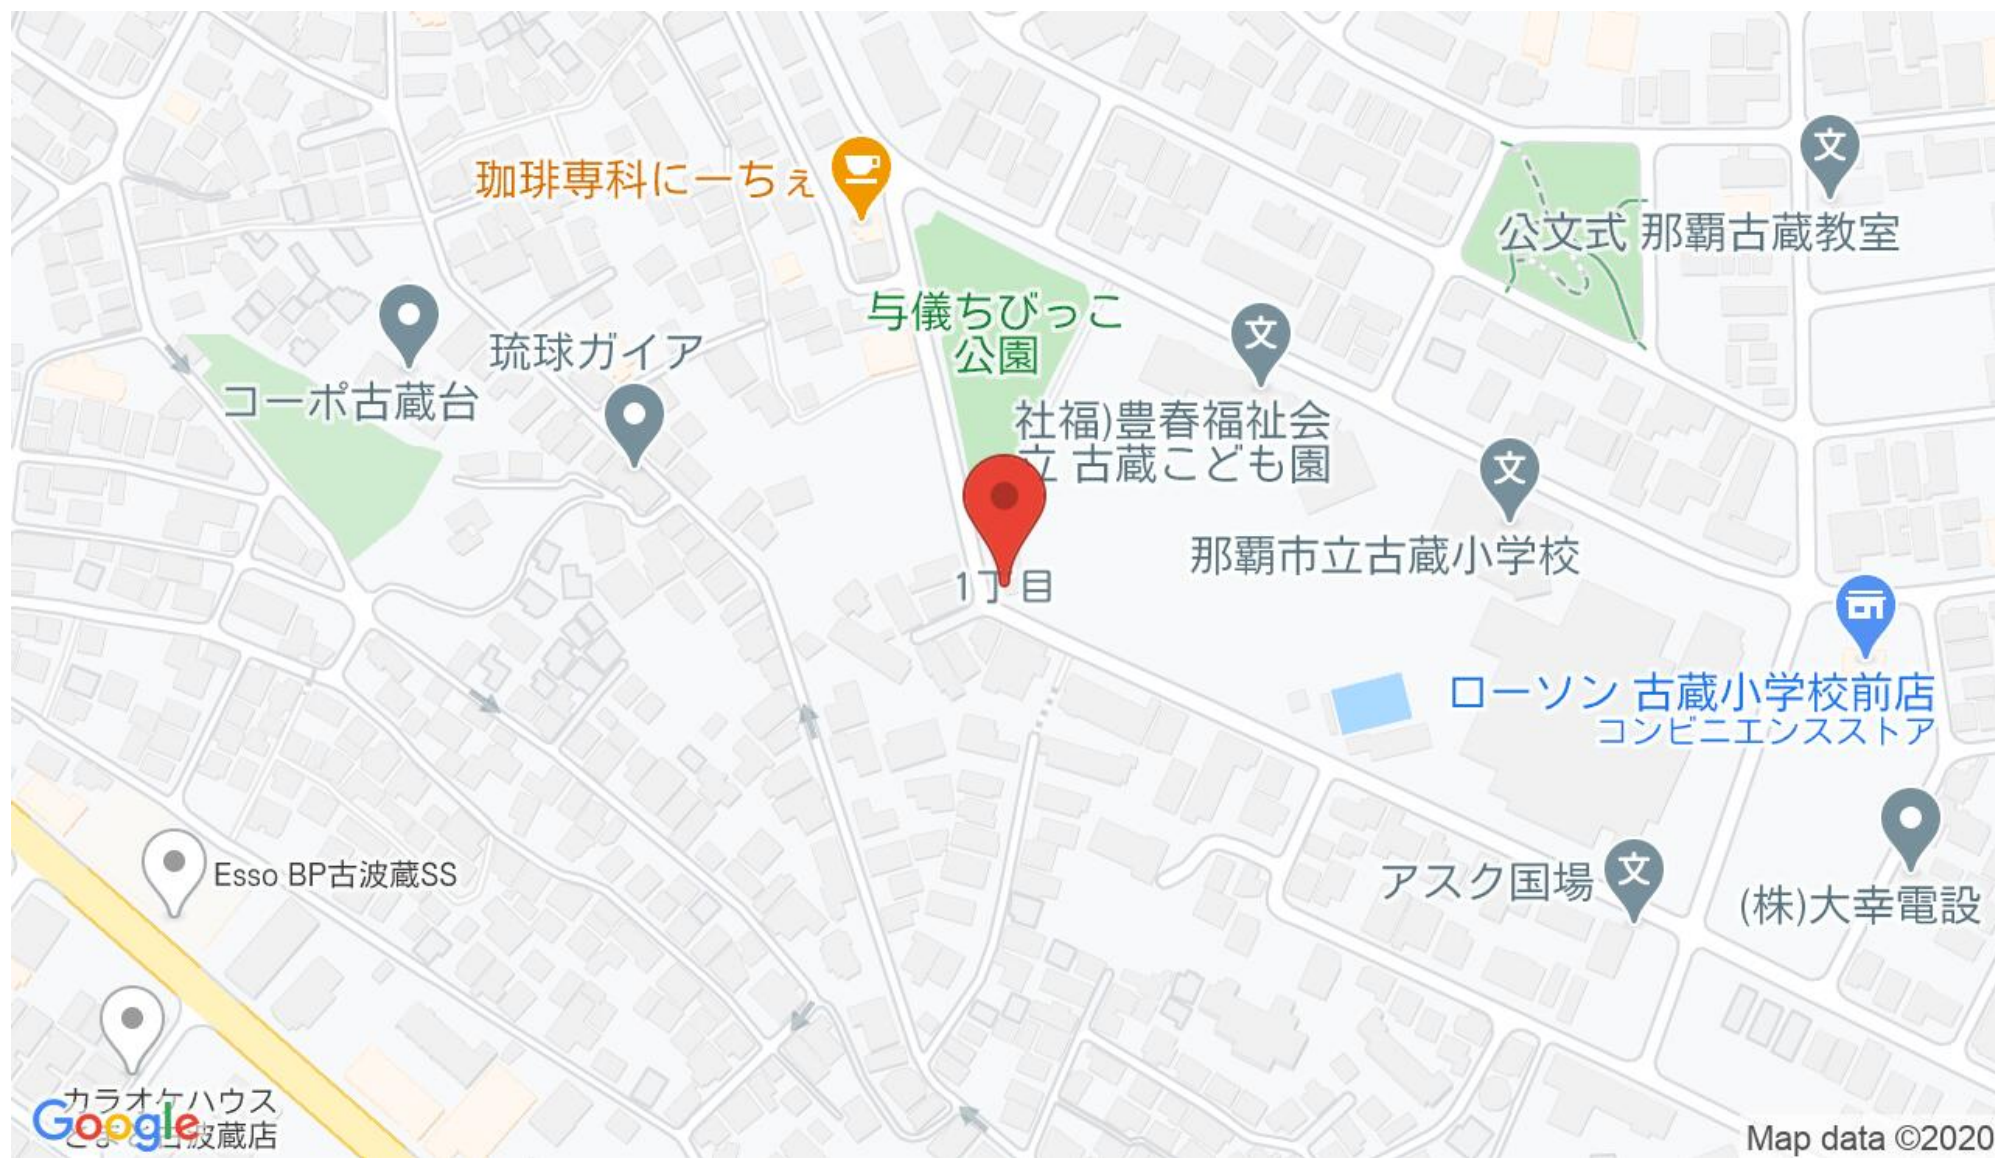 珈琲専科にーちぇ
公文式 那覇古蔵教室
与儀ちびっこ
公園
琉球ガイア
コーポ古蔵台
社福)豊春福祉会
立 古蔵こども園
那覇市立古蔵小学校
1丁目
ローソン 古蔵小学校前店
コンビニエンスストア
アスク国場
(株)大幸電設
Esso BP古波蔵SS
カラオケハウス
波蔵店
Google
Map data ©2020